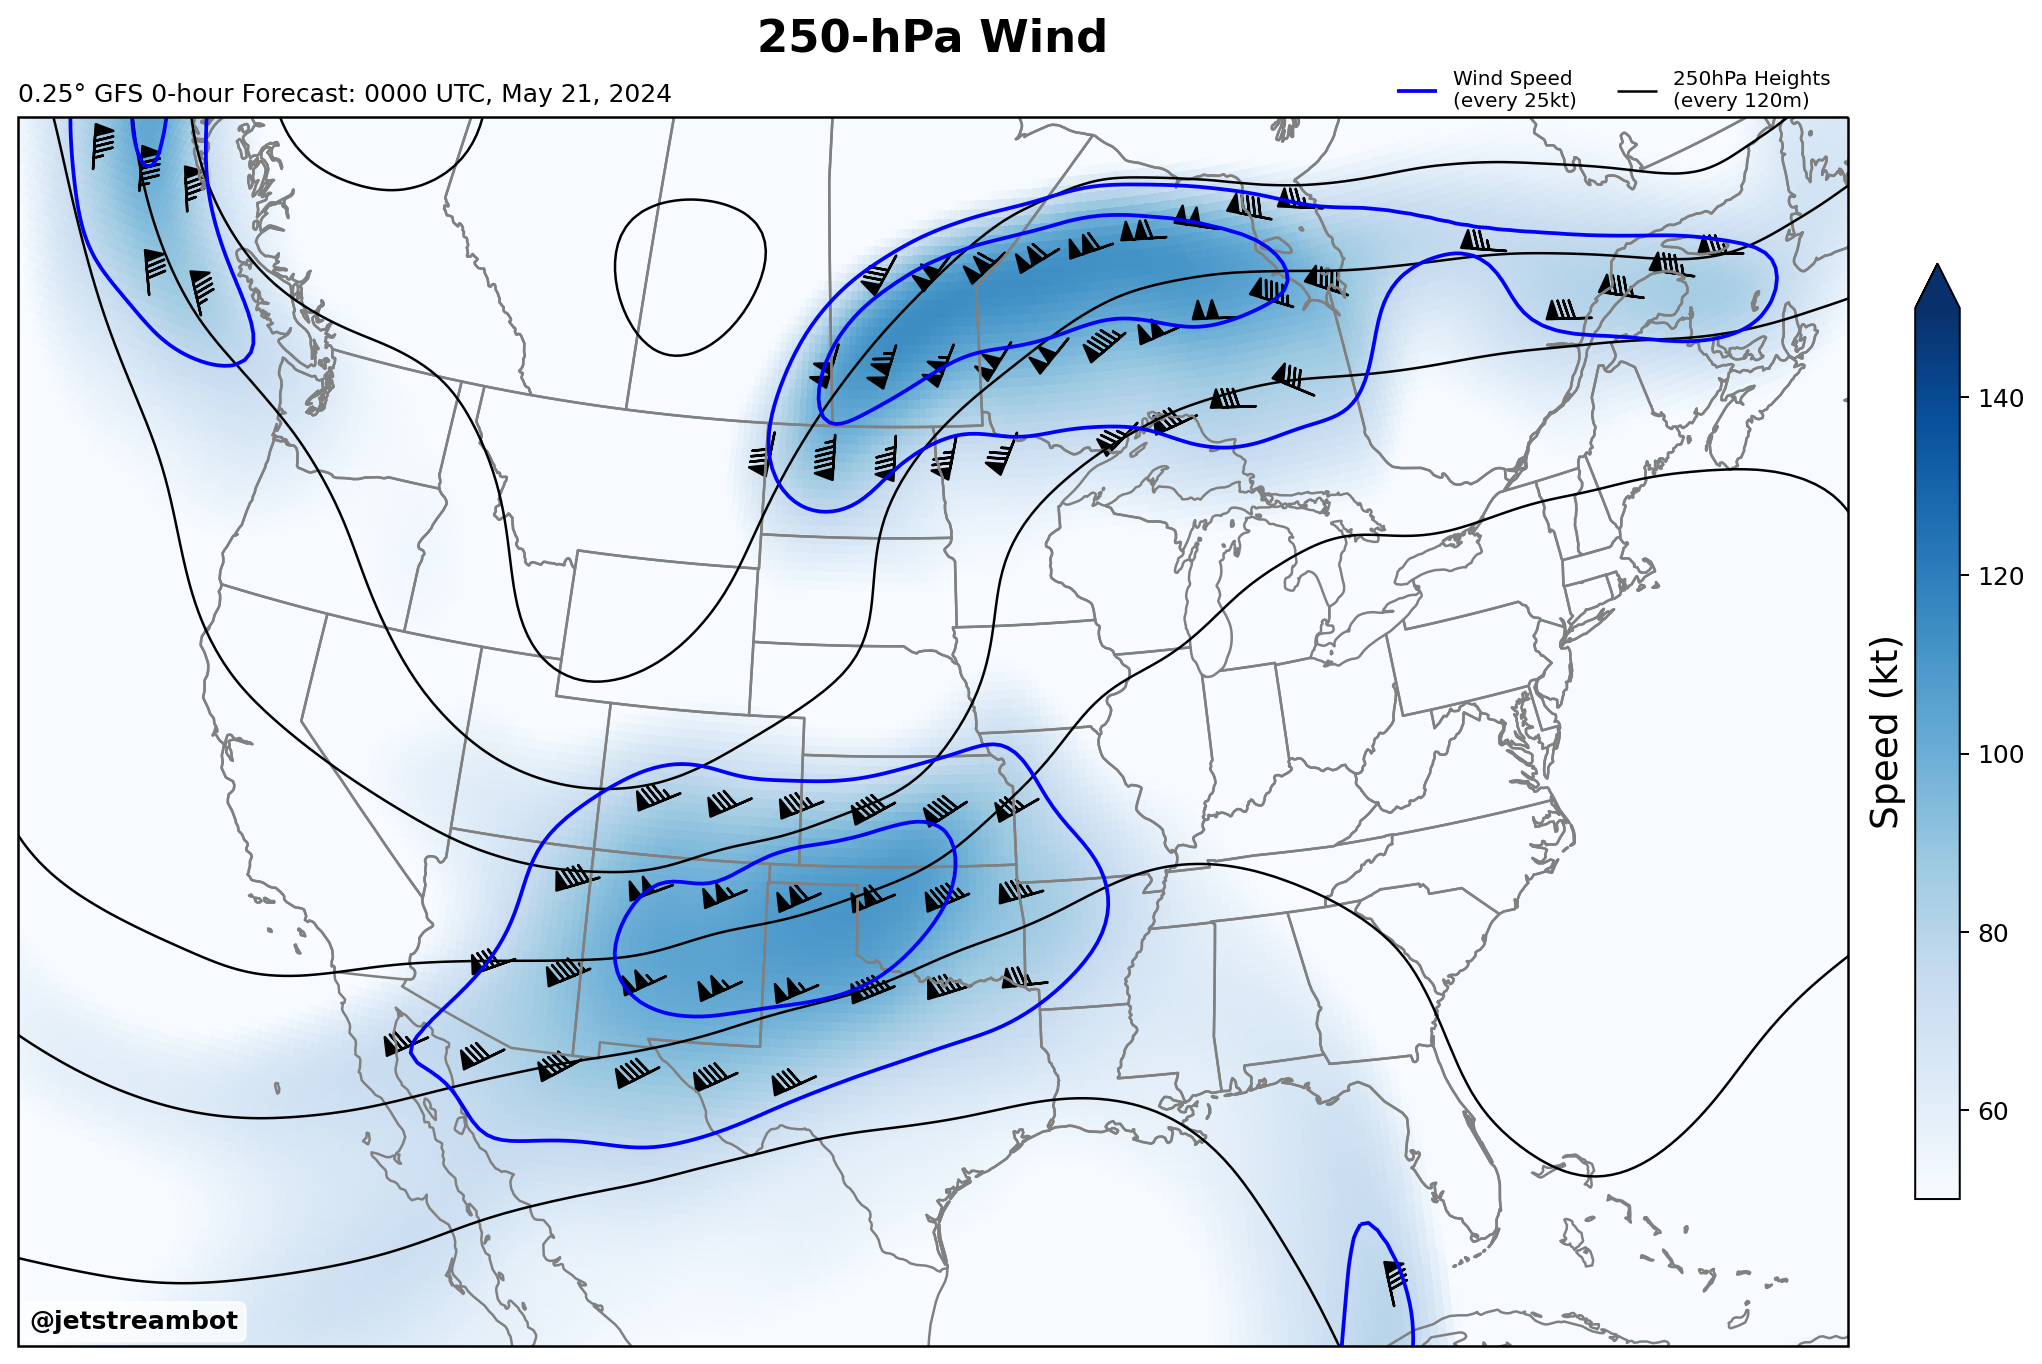 250-hPa Wind
0.25° GFS 0-hour Forecast: 0000 UTC, May 21, 2024
Wind Speed
(every 25kt)
250hPa Heights
(every 120m)
140
120
100
80
60
Speed (kt)
@jetstreambot